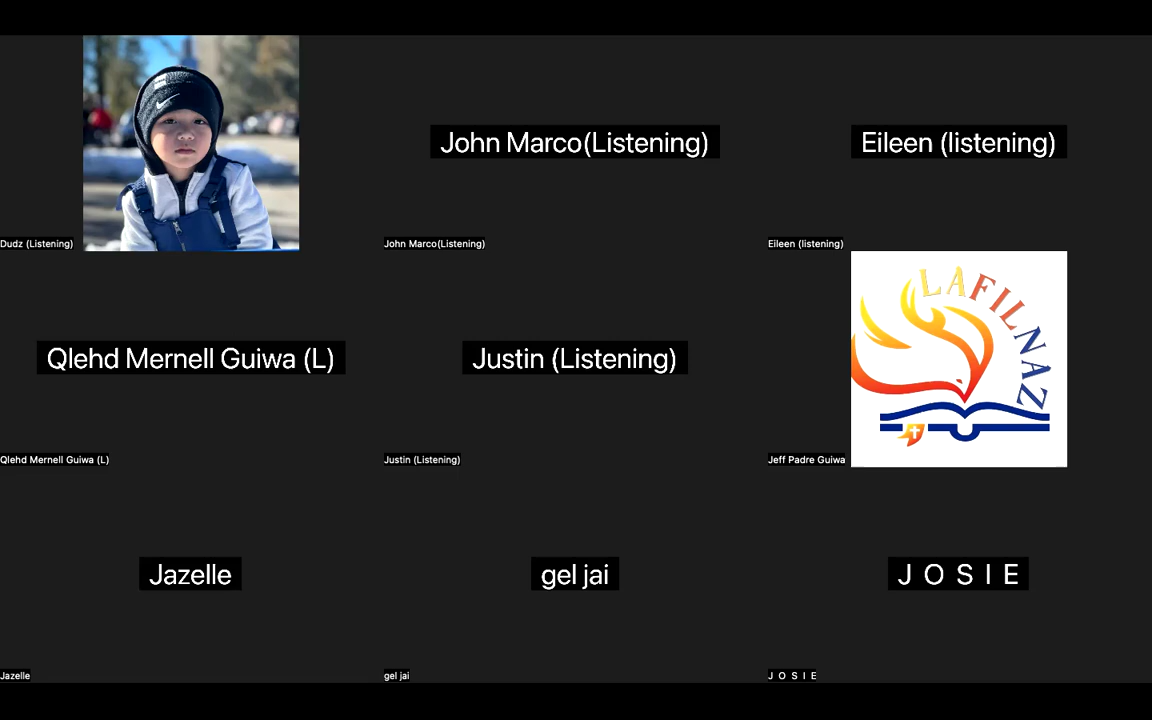 Dudz (Listening)
John Marco(Listening)
John Marco(Listening)
Eileen (listening)
Eileen (listening)
Qlehd Mernell Guiwa (L)
Qlehd Mernell Guiwa (L)
Justin (Listening)
Justin (Listening)
LAFILNAZ
Jeff Padre Guiwa
Jazelle
Jazelle
gel jai
gel jai
J O S I E
J O S I E